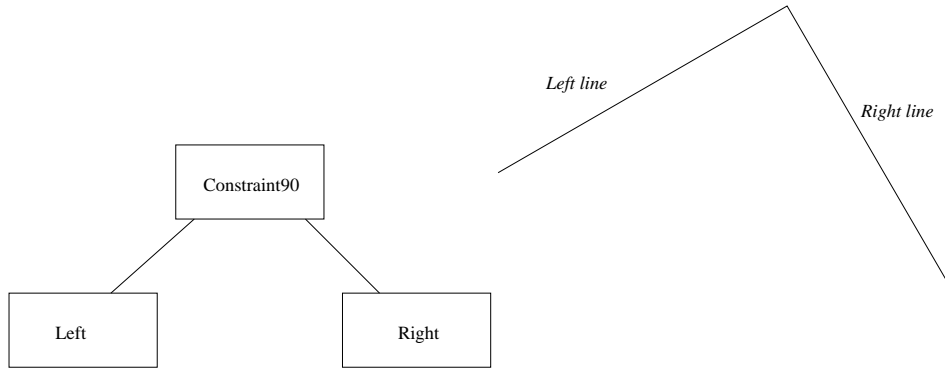 Left line
Right line
Constraint90
Left
Right